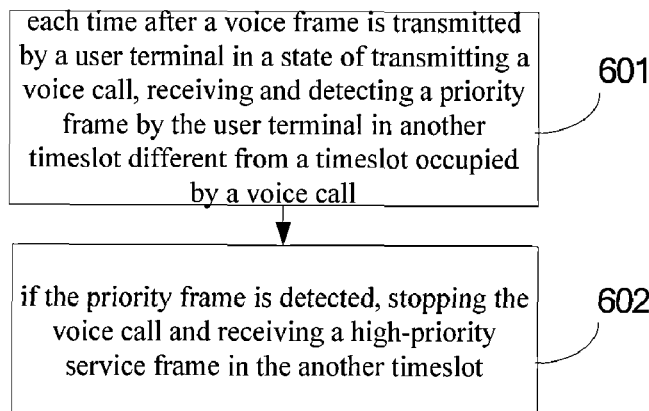 each time after a voice frame is transmitted
by a user terminal in a state of transmitting a
voice call, receiving and detecting a priority
frame by the user terminal in another
timeslot different from a timeslot occupied
by a voice call
601
if the priority frame is detected, stopping the
voice call and receiving a high-priority
service frame in the another timeslot
602